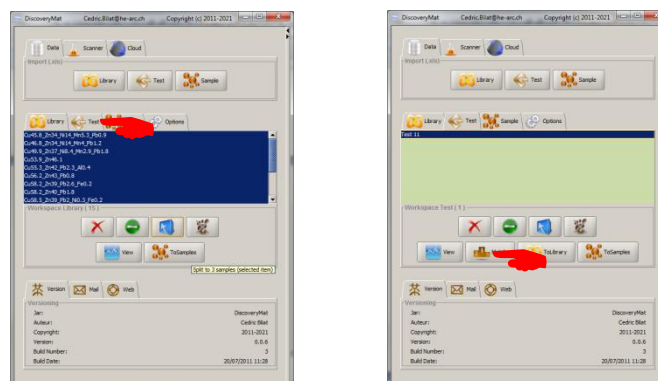 DiscoveryMat Cedric.Bilat@he-arc.ch Copyright (c) 2011-2021
Data Scanner Cloud
Import (.xls)
Library Test Sample
Library Test Options
Cu45.8_Zn34_Ni14_Mn5.3_Pb0.9
Cu46.8_Zn34_Ni14_Mn4_Pb1.2
Cu49.9_Zn37_Ni8.4_Mn2.9_Pb1.8
Cu53.9_Zn46.1
Cu55.3_Zn42_Pb2.3_Al0.4
Cu56.2_Zn43_Pb0.8
Cu58.2_Zn39_Pb2.6_Fe0.2
Cu58.2_Zn40_Pb1.8
Cu58.5_Zn39_Pb2_Ni0.3_Fe0.2
Workspace Library ( 15 )
View ToSamples
Split to 3 samples (selected item)
Version Mail Web
Versioning
Jar: DiscoveryMat
Auteur: Cedric Bilat
Copyright: 2011-2021
Version: 0.0.6
Build Number: 3
Build Date: 20/07/2011 11:28
DiscoveryMat Cedric.Bilat@he-arc.ch Copyright (c) 2011-2021
Data Scanner Cloud
Import (.xls)
Library Test Sample
Library Test Sample Options
Test 11
Workspace Test ( 1 )
View ToLibrary ToSamples
Version Mail Web
Versioning
Jar: DiscoveryMat
Auteur: Cedric Bilat
Copyright: 2011-2021
Version: 0.0.6
Build Number: 3
Build Date: 20/07/2011 11:28